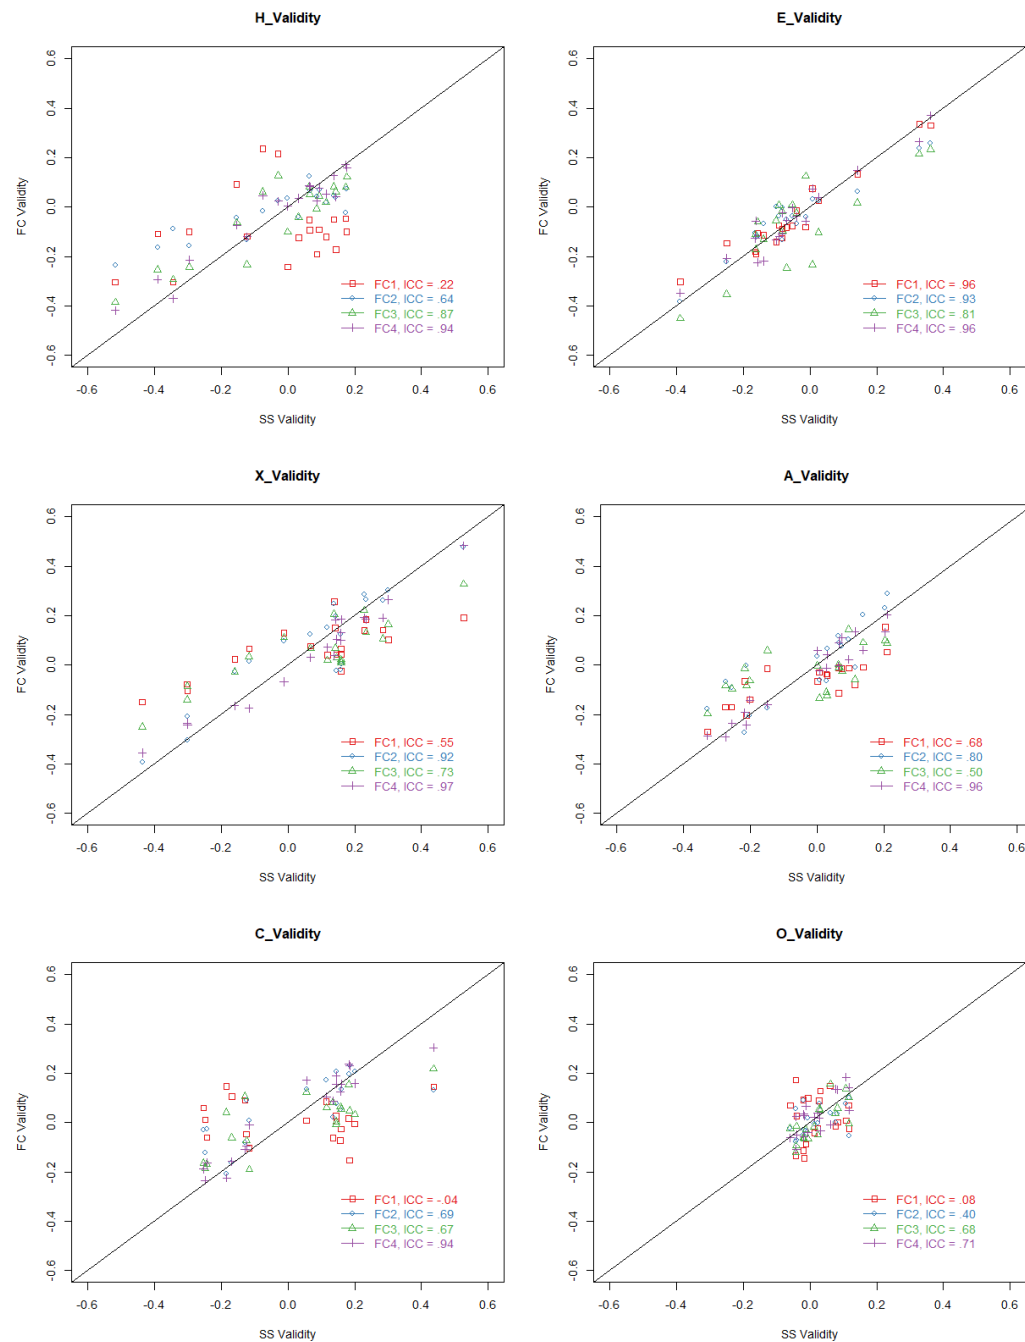 H_Validity
FC Validity
0.6
0.4
0.2
0.0
-0.2
-0.4
-0.6
FC1, ICC = .22
FC2, ICC = .64
FC3, ICC = .87
FC4, ICC = .94
-0.6 -0.4 -0.2 0.0 0.2 0.4 0.6
SS Validity
E_Validity
FC Validity
0.6
0.4
0.2
0.0
-0.2
-0.4
-0.6
FC1, ICC = .96
FC2, ICC = .93
FC3, ICC = .81
FC4, ICC = .96
-0.6 -0.4 -0.2 0.0 0.2 0.4 0.6
SS Validity
X_Validity
FC Validity
0.6
0.4
0.2
0.0
-0.2
-0.4
-0.6
FC1, ICC = .55
FC2, ICC = .92
FC3, ICC = .73
FC4, ICC = .97
-0.6 -0.4 -0.2 0.0 0.2 0.4 0.6
SS Validity
A_Validity
FC Validity
0.6
0.4
0.2
0.0
-0.2
-0.4
-0.6
FC1, ICC = .68
FC2, ICC = .80
FC3, ICC = .50
FC4, ICC = .96
-0.6 -0.4 -0.2 0.0 0.2 0.4 0.6
SS Validity
C_Validity
FC Validity
0.6
0.4
0.2
0.0
-0.2
-0.4
-0.6
FC1, ICC = -.04
FC2, ICC = .69
FC3, ICC = .67
FC4, ICC = .94
-0.6 -0.4 -0.2 0.0 0.2 0.4 0.6
SS Validity
O_Validity
FC Validity
0.6
0.4
0.2
0.0
-0.2
-0.4
-0.6
FC1, ICC = .08
FC2, ICC = .40
FC3, ICC = .68
FC4, ICC = .71
-0.6 -0.4 -0.2 0.0 0.2 0.4 0.6
SS Validity